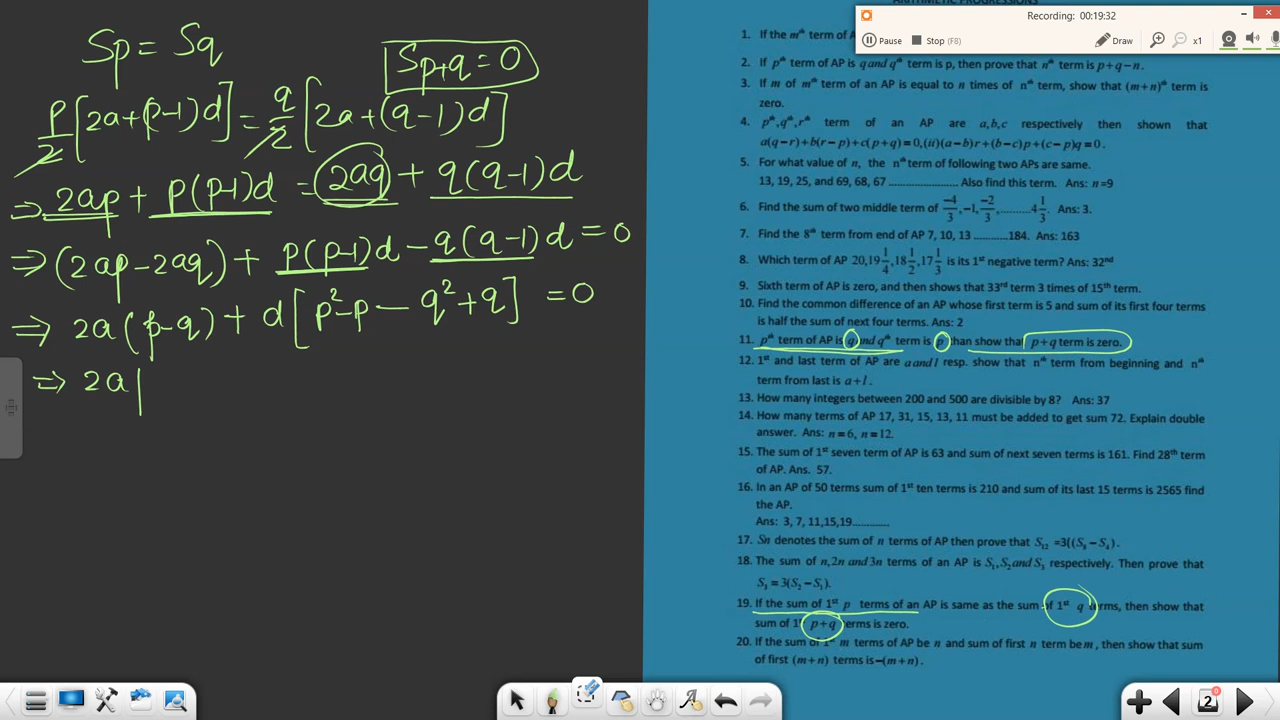 Sp = Sq
Sp+q = 0
p/2 [2a+(p-1)d] = q/2 [2a+(q-1)d]
⇒ 2ap + p(p-1)d = 2aq + q(q-1)d
⇒ (2ap-2aq) + p(p-1)d - q(q-1)d = 0
⇒ 2a(p-q) + d[p²-p - q²+q] = 0
⇒ 2a(
Recording: 00:19:32
Pause Stop (F8) Draw x1
1. If the mth term of A
2. If pth term of AP is q and qth term is p, then prove that nth term is p+q-n.
3. If m of mth term of an AP is equal to n times of nth term, show that (m+n)th term is
zero.
4. pth,qth,rth term of an AP are a,b,c respectively then shown that
a(q-r)+b(r-p)+c(p+q)=0,(ii)(a-b)r+(b-c)p+(c-p)q=0.
5. For what value of n, the nth term of following two APs are same.
13, 19, 25, and 69, 68, 67 ........................ Also find this term. Ans: n=9
6. Find the sum of two middle term of -4/3,-1,-2/3,..........4 1/3. Ans: 3.
7. Find the 8th term from end of AP 7, 10, 13 ............184. Ans: 163
8. Which term of AP 20,19 1/4,18 1/2,17 1/3 is its 1st negative term? Ans: 32nd
9. Sixth term of AP is zero, and then shows that 33rd term 3 times of 15th term.
10. Find the common difference of an AP whose first term is 5 and sum of its first four terms
is half the sum of next four terms. Ans: 2
11. pth term of AP is q and qth term is p than show that p+q term is zero.
12. 1st and last term of AP are a and l resp. show that nth term from beginning and nth
term from last is a+l.
13. How many integers between 200 and 500 are divisible by 8? Ans: 37
14. How many terms of AP 17, 31, 15, 13, 11 must be added to get sum 72. Explain double
answer. Ans: n=6, n=12.
15. The sum of 1st seven term of AP is 63 and sum of next seven terms is 161. Find 28th term
of AP. Ans. 57.
16. In an AP of 50 terms sum of 1st ten terms is 210 and sum of its last 15 terms is 2565 find
the AP.
Ans: 3, 7, 11,15,19............
17. Sn denotes the sum of n terms of AP then prove that S12 =3((S8-S4).
18. The sum of n,2n and 3n terms of an AP is S1,S2 and S3 respectively. Then prove that
S3=3(S2-S1).
19. If the sum of 1st p terms of an AP is same as the sum of 1st q terms, then show that
sum of 1st p+q terms is zero.
20. If the sum of 1st m terms of AP be n and sum of first n term be m, then show that sum
of first (m+n) terms is -(m+n).
2